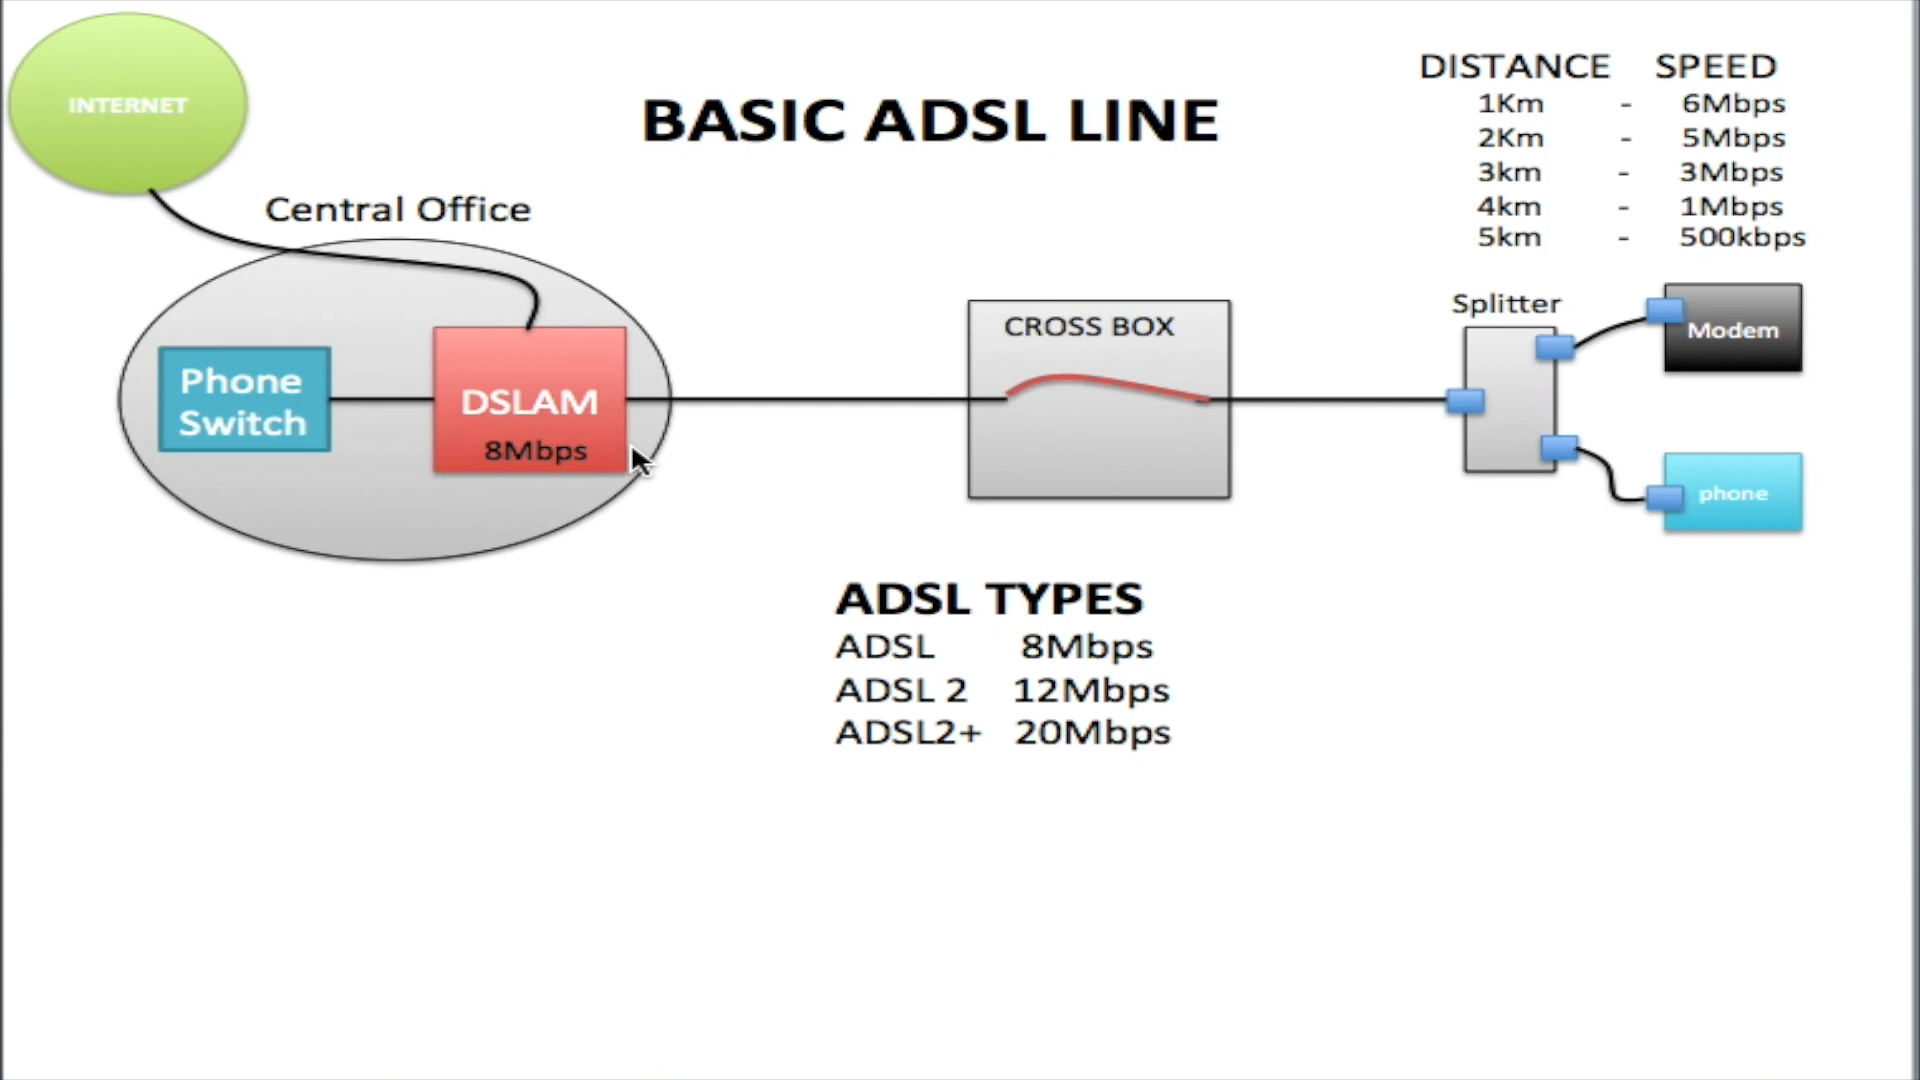 INTERNET
BASIC ADSL LINE
DISTANCE SPEED
1Km - 6Mbps
2Km - 5Mbps
3km - 3Mbps
4km - 1Mbps
5km - 500kbps
Central Office
Phone
Switch
DSLAM
8Mbps
CROSS BOX
Splitter
Modem
phone
ADSL TYPES
ADSL 8Mbps
ADSL 2 12Mbps
ADSL2+ 20Mbps